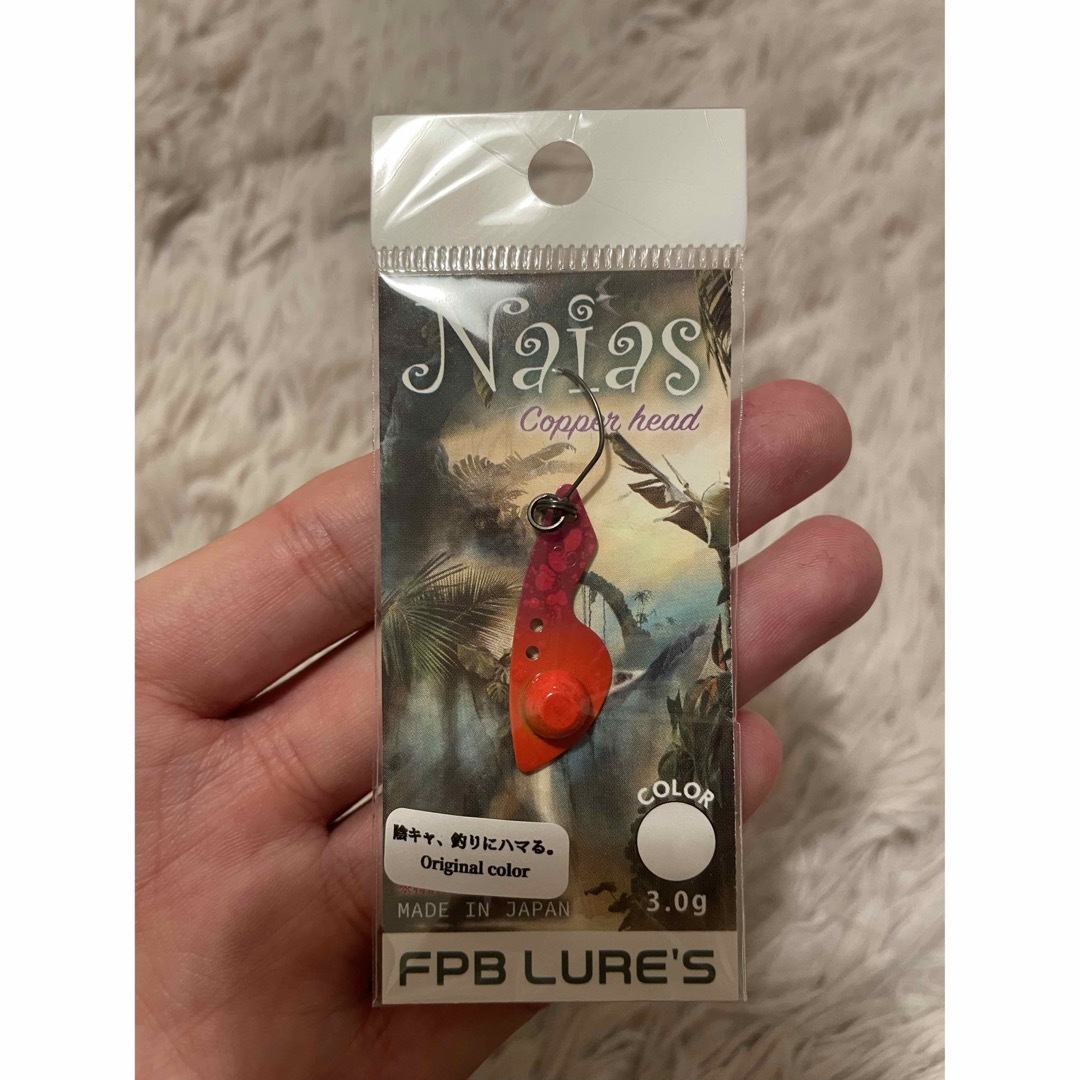 Naias
Copper head
COLOR
陰キャ、釣りにハマる。
Original color
MADE IN JAPAN
3.0g
FPB LURE'S